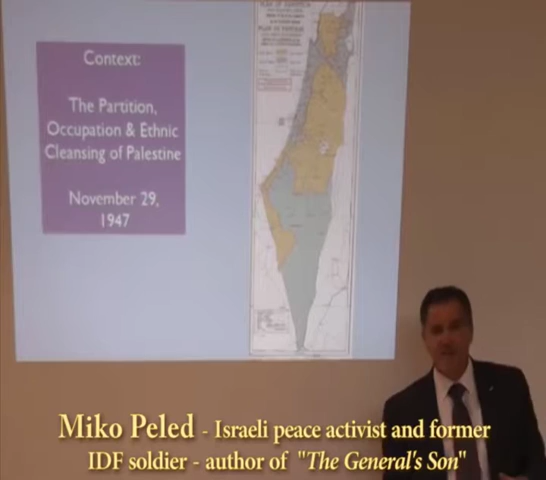 Context:
The Partition,
Occupation & Ethnic
Cleansing of Palestine
November 29,
1947
Miko Peled - Israeli peace activist and former
IDF soldier - author of "The General's Son"